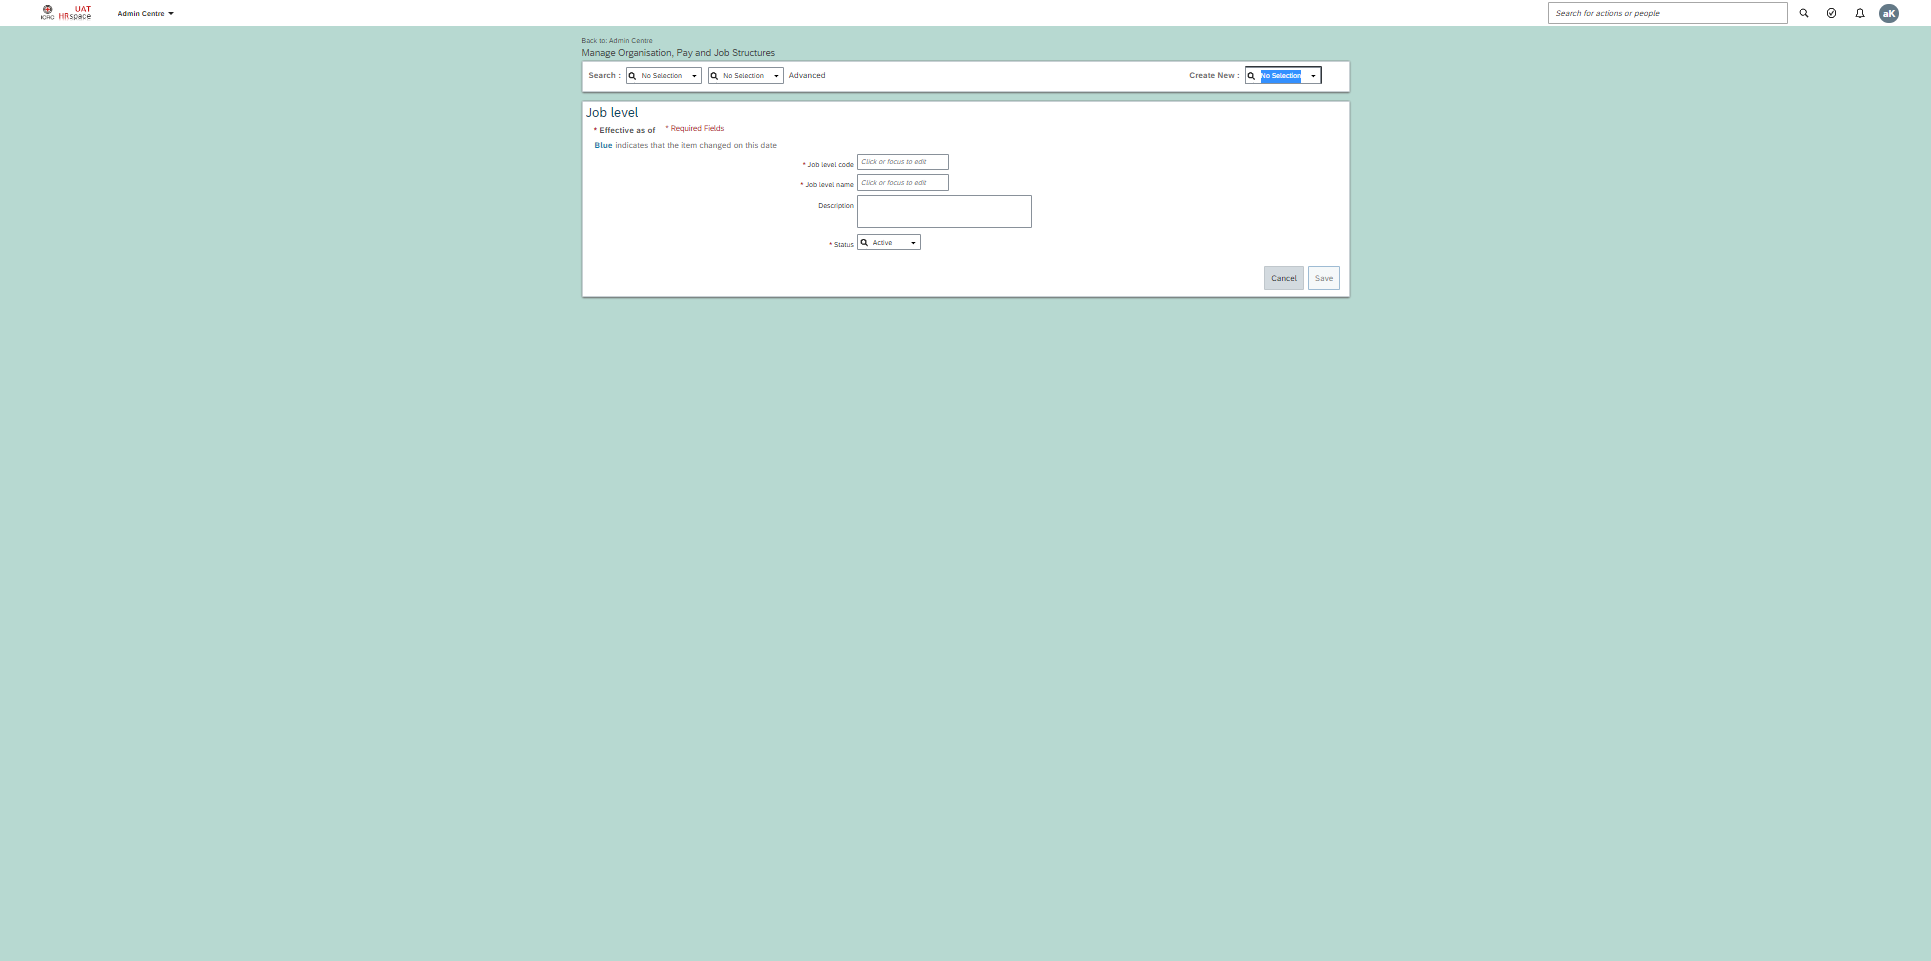 UAT
ICRC HRspace
Admin Centre
Search for actions or people
aK
Back to: Admin Centre
Manage Organisation, Pay and Job Structures
Search : No Selection No Selection Advanced Create New : No Selection
Job level
* Effective as of * Required Fields
Blue indicates that the item changed on this date
* Job level code Click or focus to edit
* Job level name Click or focus to edit
Description
* Status Active
Cancel Save